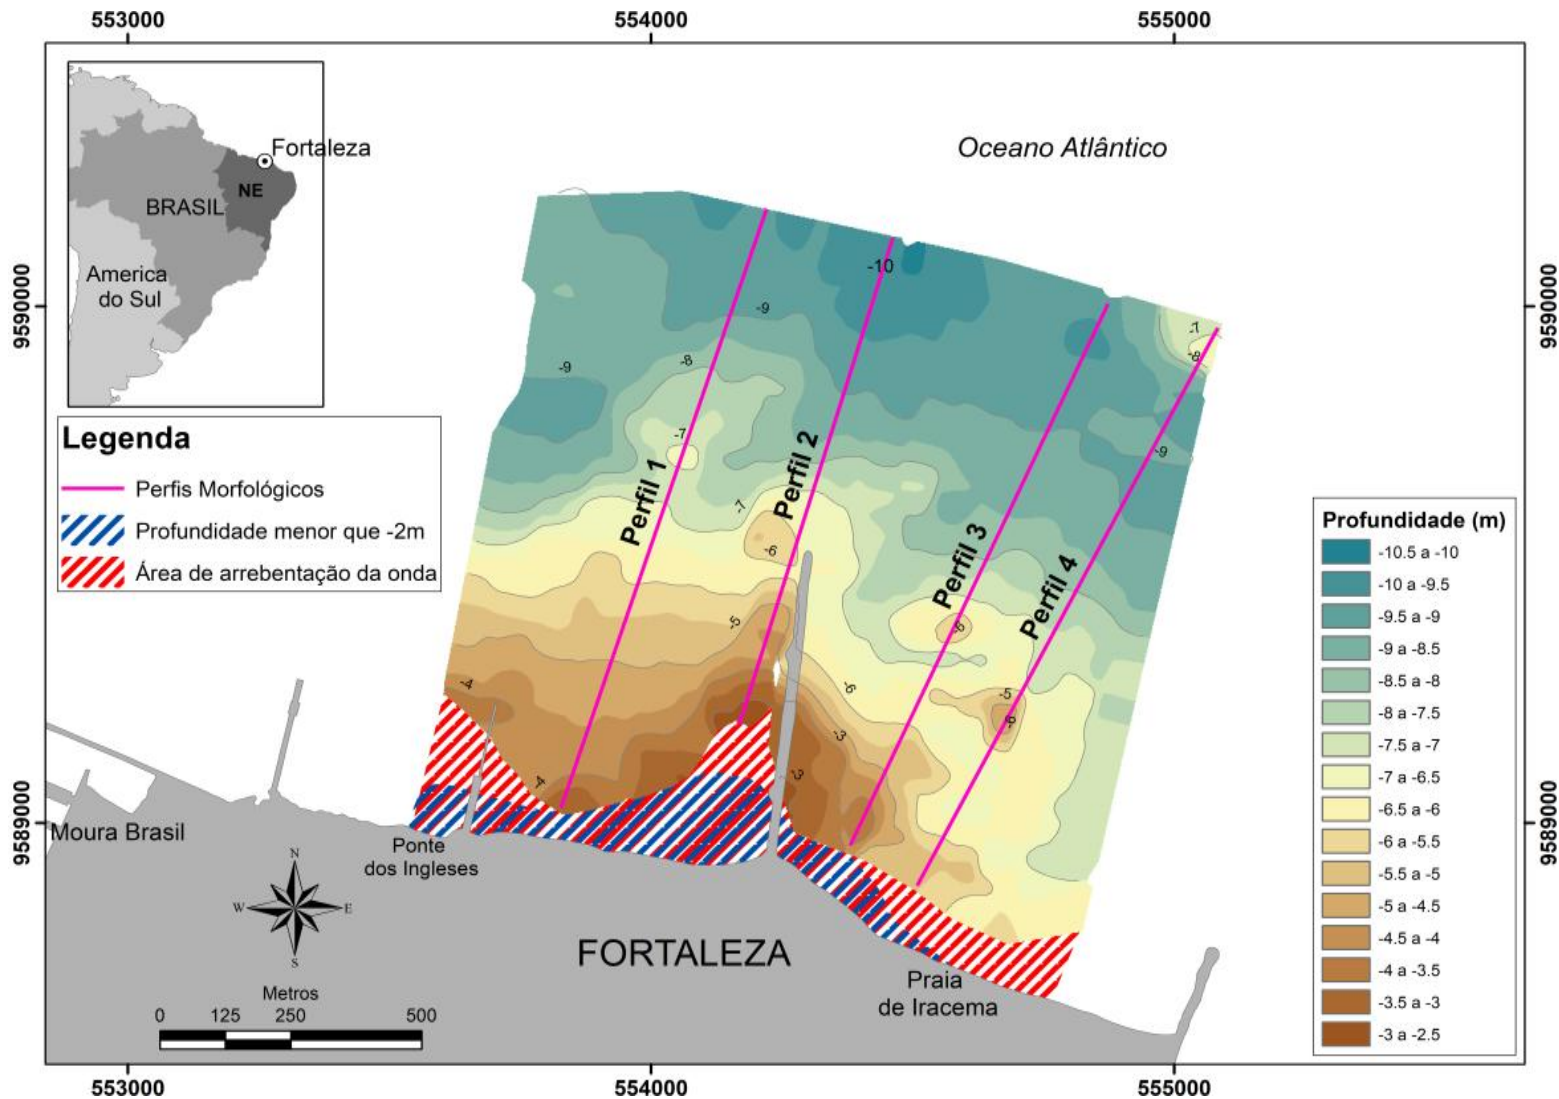 553000
554000
555000
Oceano Atlântico
Fortaleza
NE
BRASIL
America
do Sul
9590000
9590000
-10
-9
-7
-8
-8
-9
-7
-9
-7
-6
-5
-6
-5
-6
-6
-4
-3
-3
-4
Legenda
Perfis Morfológicos
Profundidade menor que -2m
Área de arrebentação da onda
Perfil 1
Perfil 2
Perfil 3
Perfil 4
Profundidade (m)
-10.5 a -10
-10 a -9.5
-9.5 a -9
-9 a -8.5
-8.5 a -8
-8 a -7.5
-7.5 a -7
-7 a -6.5
-6.5 a -6
-6 a -5.5
-5.5 a -5
-5 a -4.5
-4.5 a -4
-4 a -3.5
-3.5 a -3
-3 a -2.5
9589000
9589000
Moura Brasil
Ponte
dos Ingleses
N
W
E
S
FORTALEZA
Praia
de Iracema
Metros
0
125
250
500
553000
554000
555000